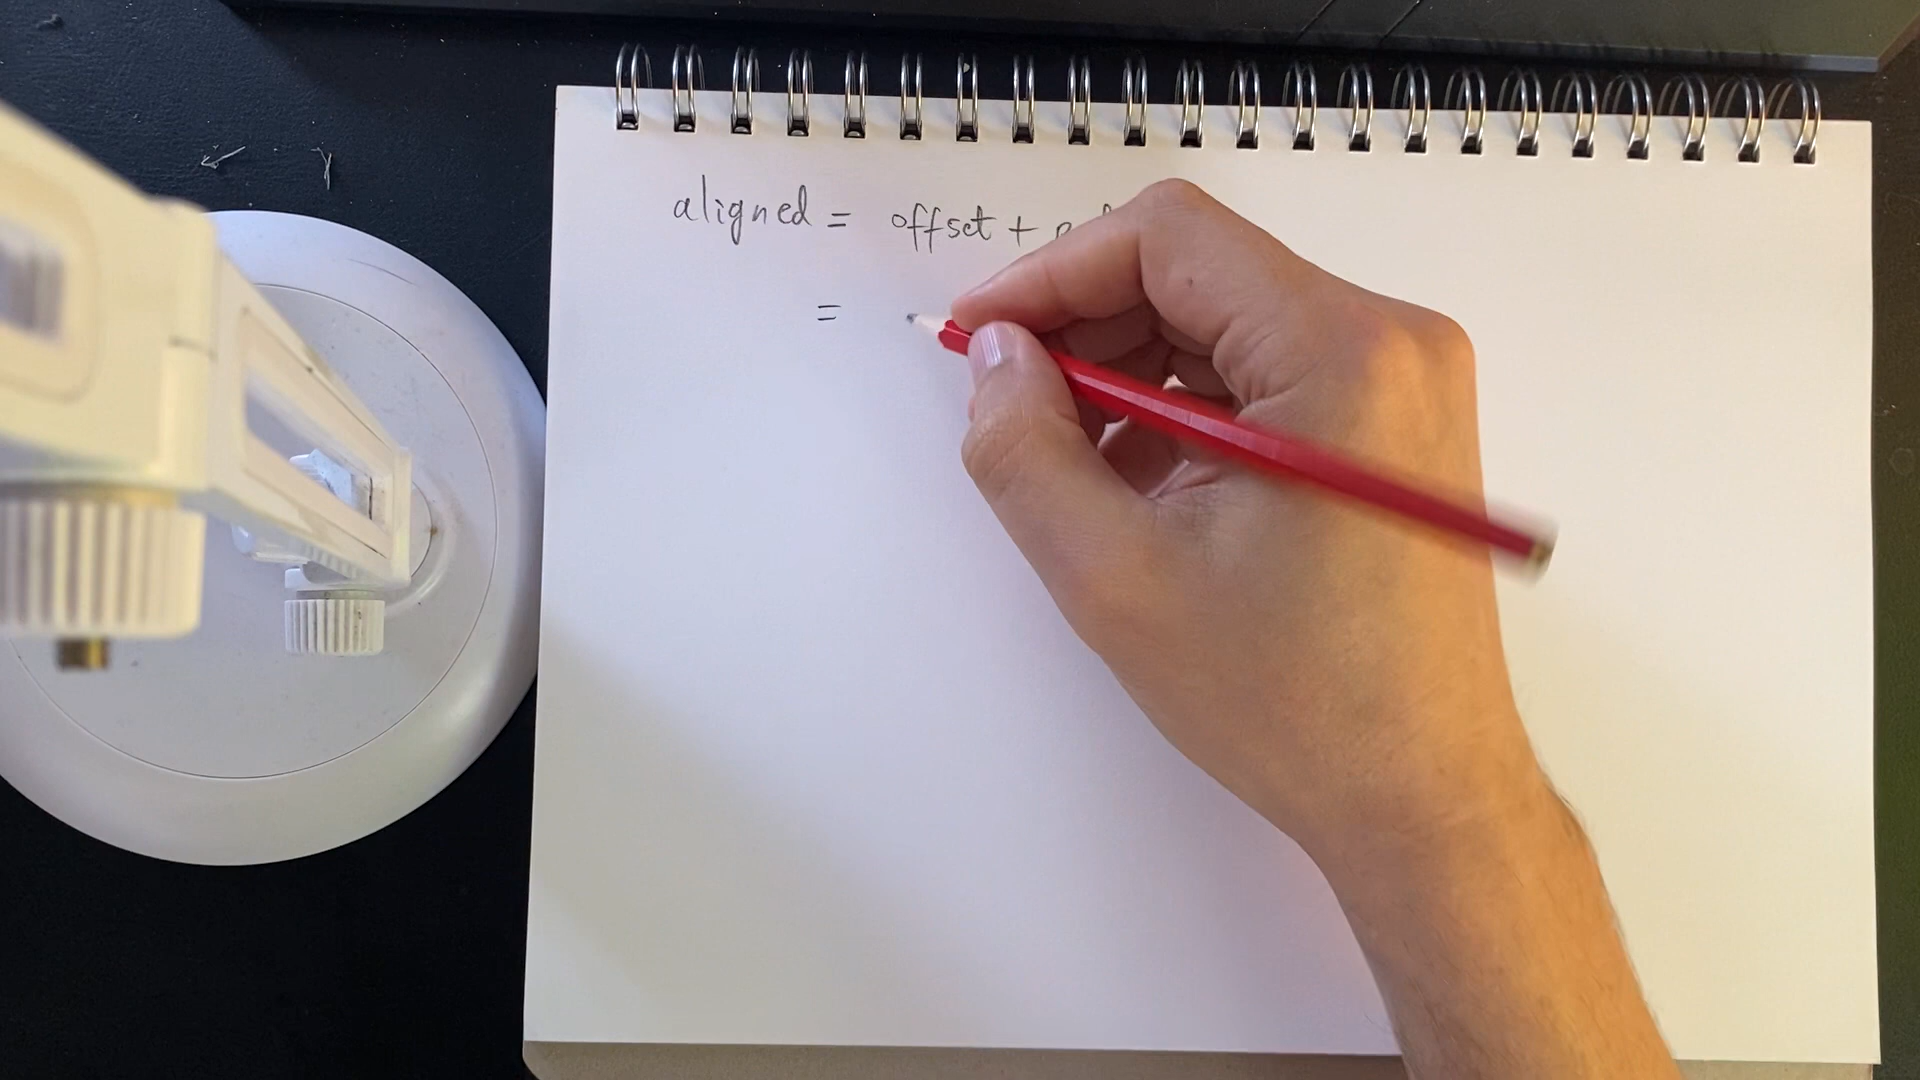 aligned = offset +
=